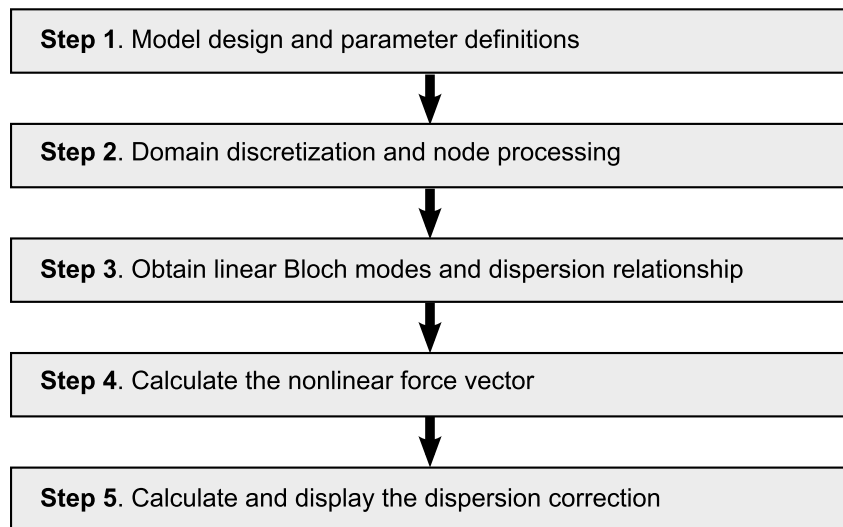 Step 1. Model design and parameter definitions
Step 2. Domain discretization and node processing
Step 3. Obtain linear Bloch modes and dispersion relationship
Step 4. Calculate the nonlinear force vector
Step 5. Calculate and display the dispersion correction